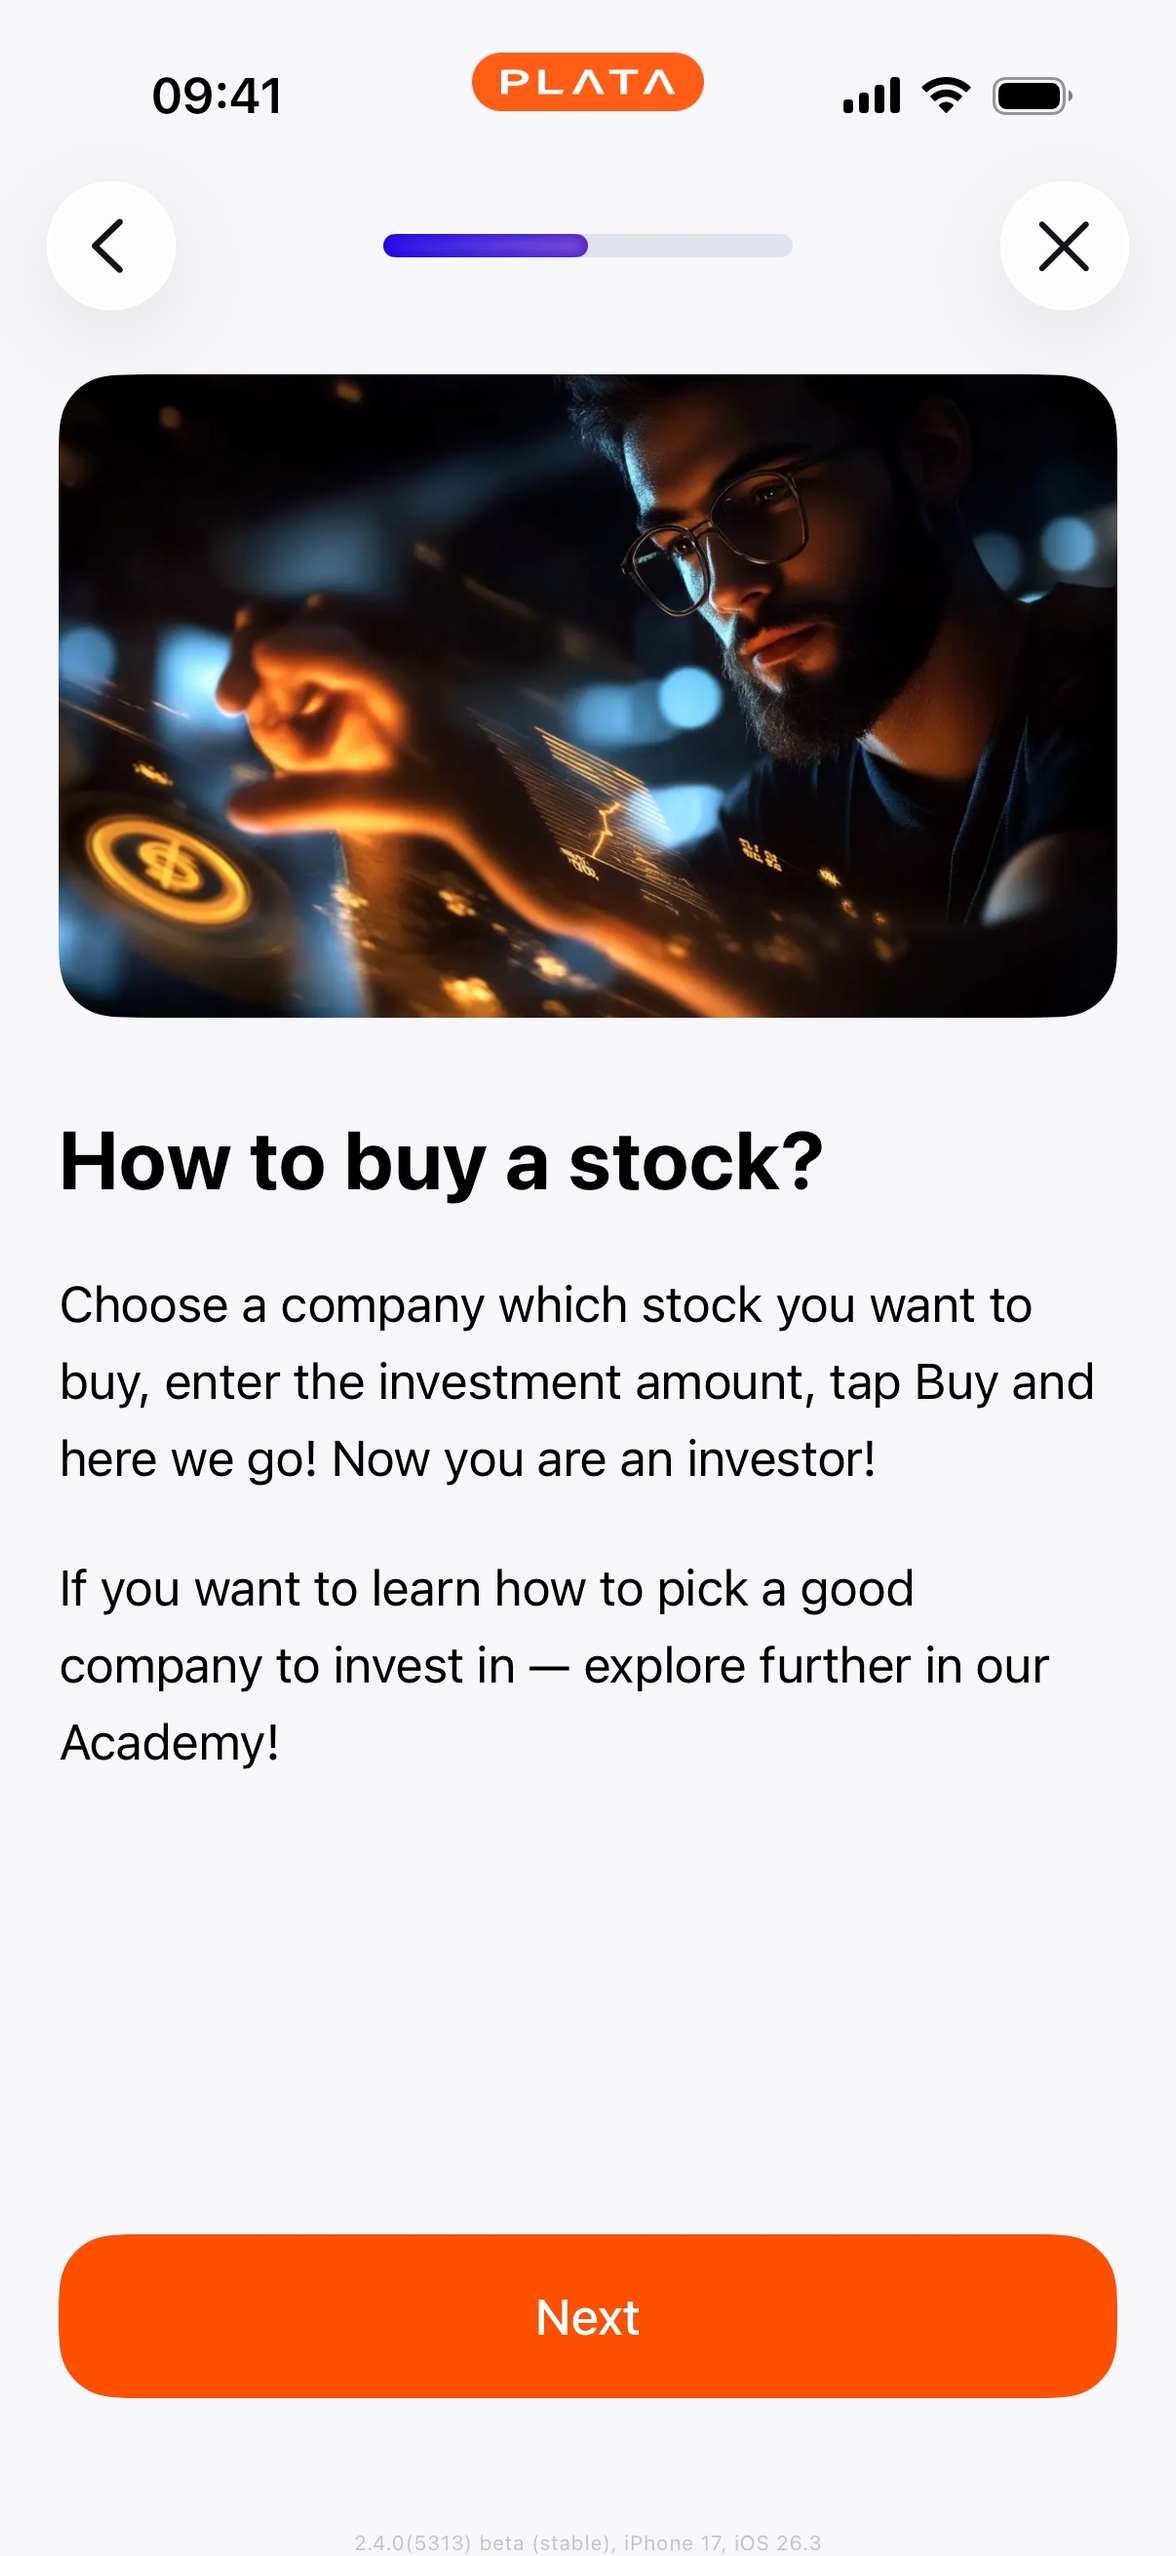 09:41
PLATA
How to buy a stock?
Choose a company which stock you want to
buy, enter the investment amount, tap Buy and
here we go! Now you are an investor!
If you want to learn how to pick a good
company to invest in — explore further in our
Academy!
Next
2.4.0(5313) beta (stable), iPhone 17, iOS 26.3